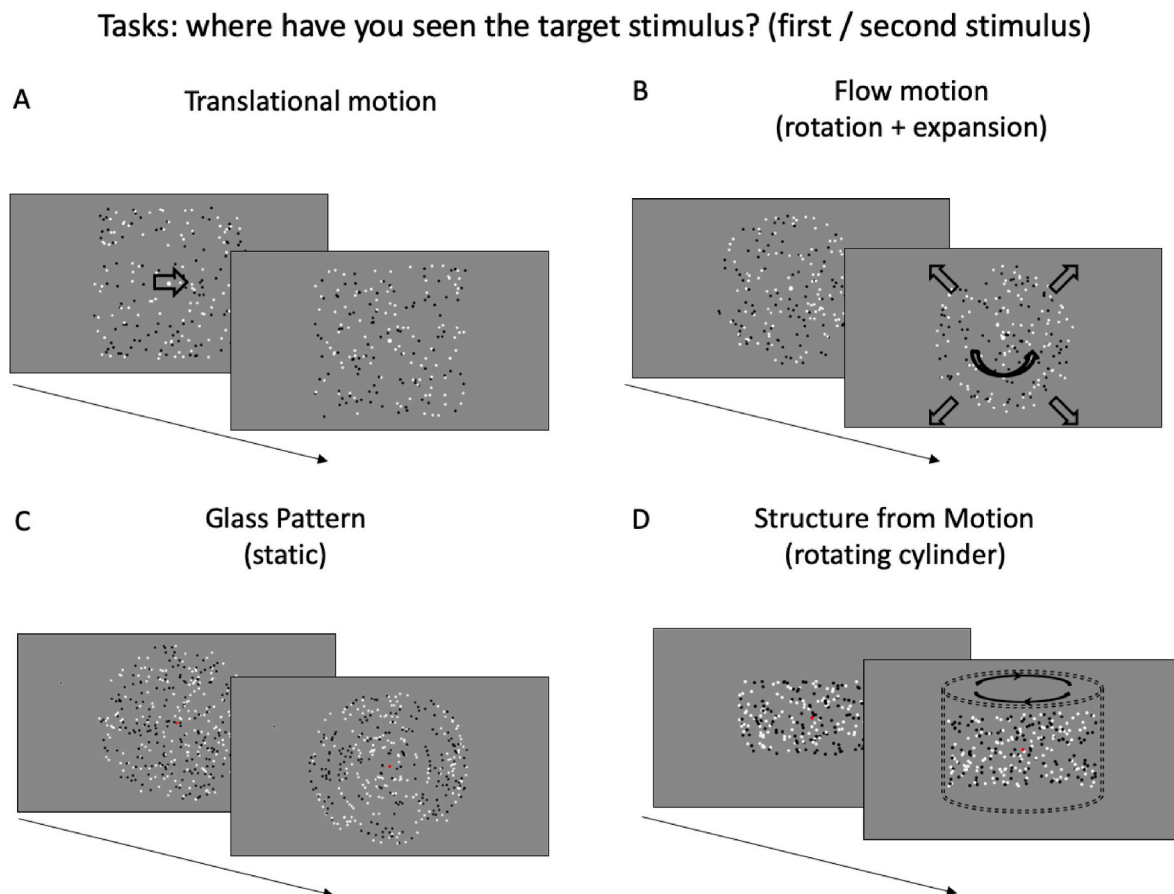 Tasks: where have you seen the target stimulus? (first / second stimulus)
A
Translational motion
B
Flow motion
(rotation + expansion)
C
Glass Pattern
(static)
D
Structure from Motion
(rotating cylinder)